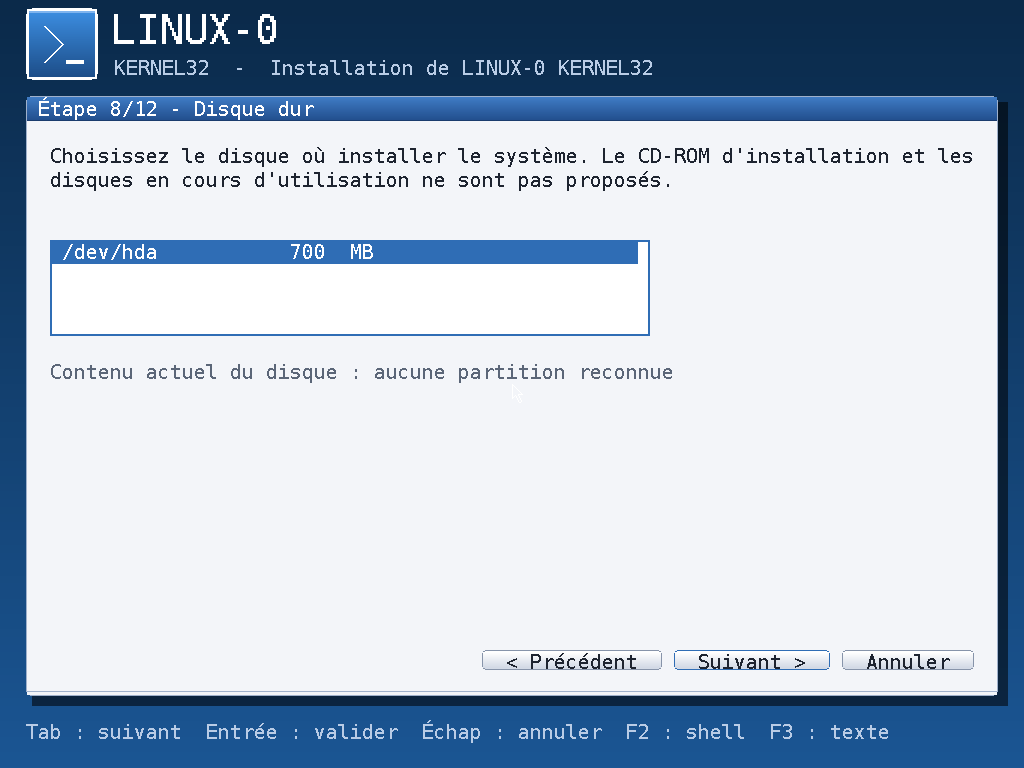 LINUX-0
KERNEL32  -  Installation de LINUX-0 KERNEL32
Étape 8/12 - Disque dur
Choisissez le disque où installer le système. Le CD-ROM d'installation et les
disques en cours d'utilisation ne sont pas proposés.
/dev/hda           700  MB
Contenu actuel du disque : aucune partition reconnue
< Précédent   Suivant >   Annuler
Tab : suivant  Entrée : valider  Échap : annuler  F2 : shell  F3 : texte